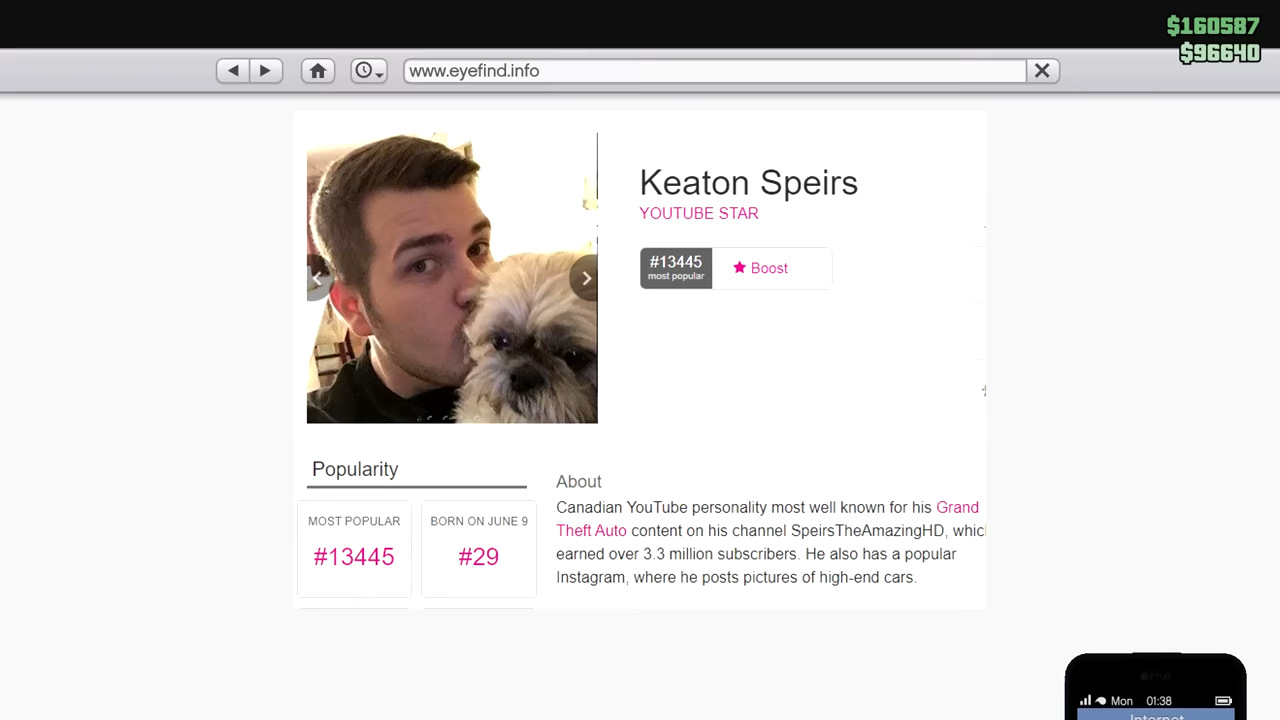 $160587
$96640
www.eyefind.info
Keaton Speirs
YOUTUBE STAR
#13445
most popular
Boost
Popularity
MOST POPULAR
#13445
BORN ON JUNE 9
#29
About
Canadian YouTube personality most well known for his Grand
Theft Auto content on his channel SpeirsTheAmazingHD, whic
earned over 3.3 million subscribers. He also has a popular
Instagram, where he posts pictures of high-end cars.
Mon 01:38
Internet